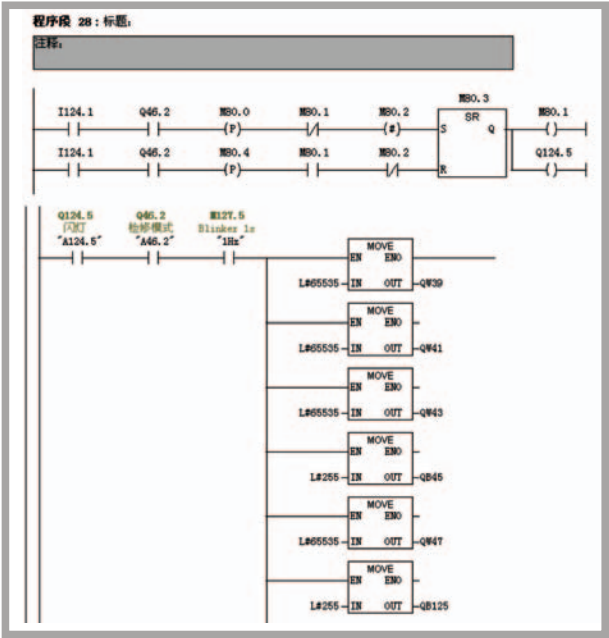 程序段 28：标题：
注释：
M80.3
I124.1 Q46.2 M80.0 M80.1 M80.2 SR M80.1
(P) (#) S Q ( )
I124.1 Q46.2 M80.4 M80.1 M80.2 Q124.5
(P) R ( )
Q124.5 Q46.2 M127.5
闪灯 检修模式 Blinker 1s
"A124.5" "A46.2" "1Hz"
MOVE
EN ENO
L#65535 IN OUT QW39
MOVE
EN ENO
L#65535 IN OUT QW41
MOVE
EN ENO
L#65535 IN OUT QW43
MOVE
EN ENO
L#255 IN OUT QB45
MOVE
EN ENO
L#65535 IN OUT QW47
MOVE
EN ENO
L#255 IN OUT QB125